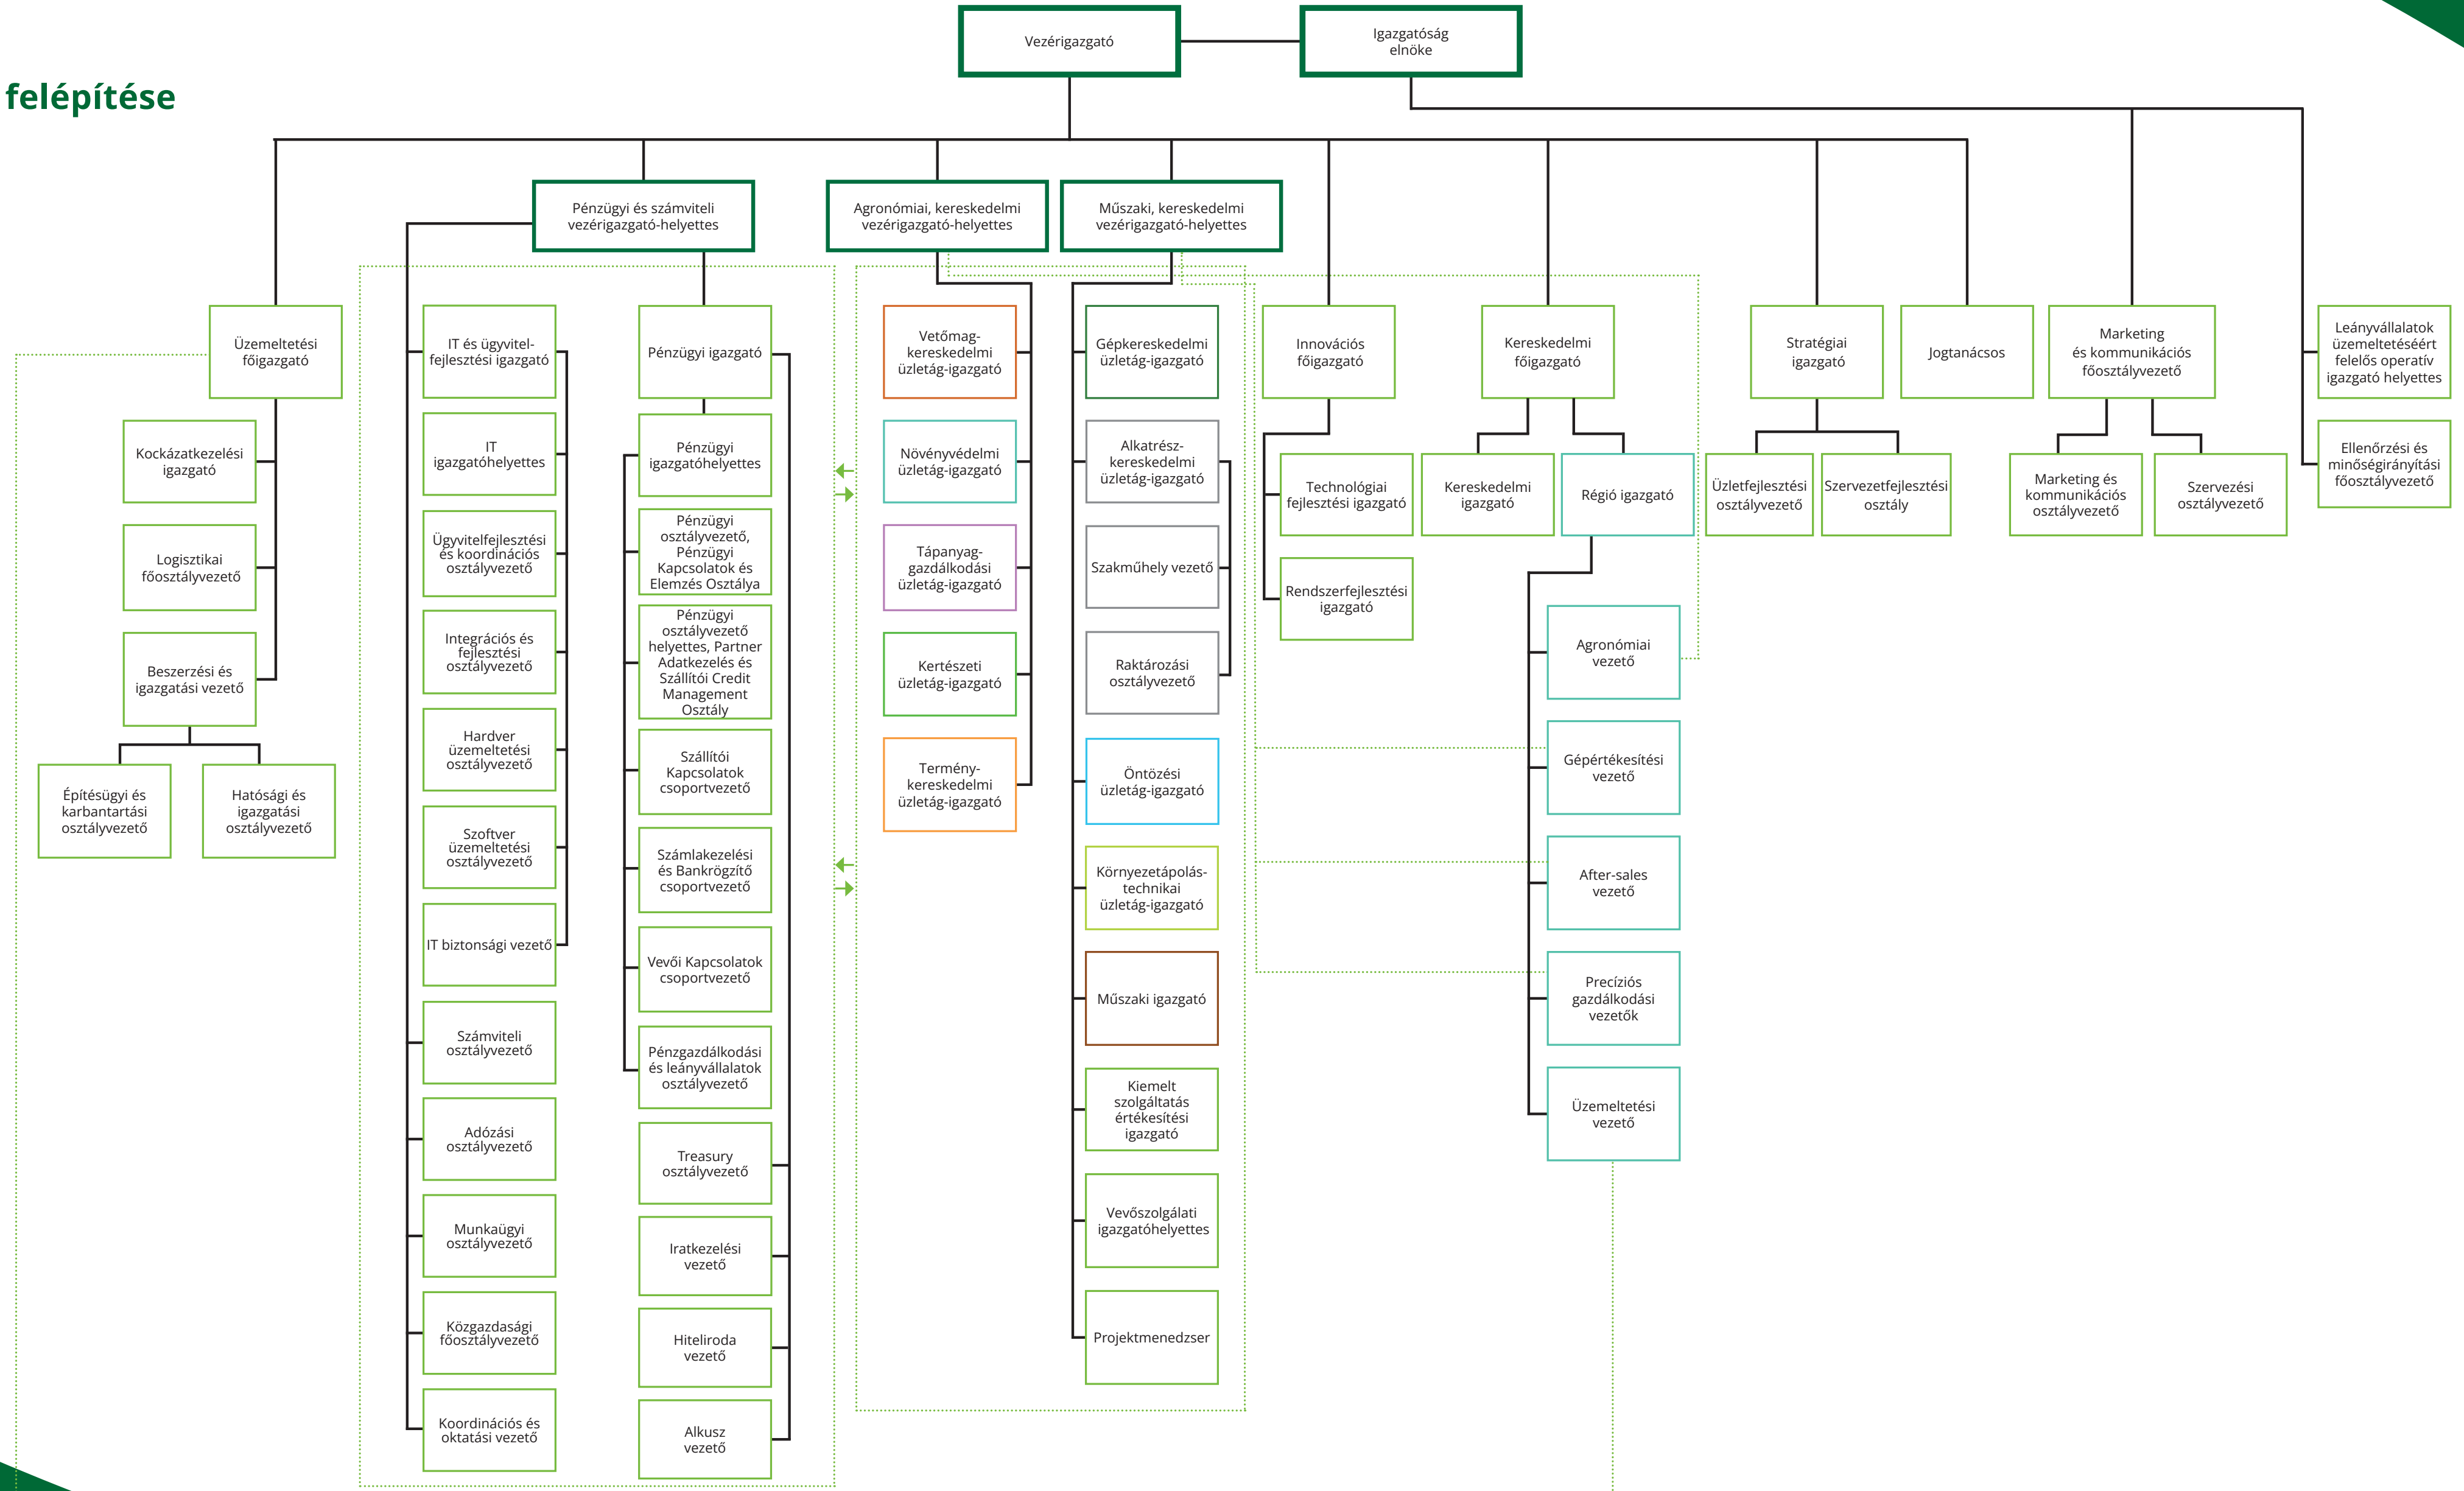 felépítése
Vezérigazgató
Igazgatóság
elnöke
Pénzügyi és számviteli
vezérigazgató-helyettes
Agronómiai, kereskedelmi
vezérigazgató-helyettes
Műszaki, kereskedelmi
vezérigazgató-helyettes
Üzemeltetési
főigazgató
Kockázatkezelési
igazgató
Logisztikai
főosztályvezető
Beszerzési és
igazgatási vezető
Építésügyi és
karbantartási
osztályvezető
Hatósági és
igazgatási
osztályvezető
IT és ügyvitel-
fejlesztési igazgató
IT
igazgatóhelyettes
Ügyvitelfejlesztési
és koordinációs
osztályvezető
Integrációs és
fejlesztési
osztályvezető
Hardver
üzemeltetési
osztályvezető
Szoftver
üzemeltetési
osztályvezető
IT biztonsági vezető
Számviteli
osztályvezető
Adózási
osztályvezető
Munkaügyi
osztályvezető
Közgazdasági
főosztályvezető
Koordinációs és
oktatási vezető
Pénzügyi igazgató
Pénzügyi
igazgatóhelyettes
Pénzügyi
osztályvezető,
Pénzügyi
Kapcsolatok és
Elemzés Osztálya
Pénzügyi
osztályvezető
helyettes, Partner
Adatkezelés és
Szállítói Credit
Management
Osztály
Szállítói
Kapcsolatok
csoportvezető
Számlakezelési
és Bankrögzítő
csoportvezető
Vevői Kapcsolatok
csoportvezető
Pénzgazdálkodási
és leányvállalatok
osztályvezető
Treasury
osztályvezető
Iratkezelési
vezető
Hiteliroda
vezető
Alkusz
vezető
Vetőmag-
kereskedelmi
üzletág-igazgató
Növényvédelmi
üzletág-igazgató
Tápanyag-
gazdálkodási
üzletág-igazgató
Kertészeti
üzletág-igazgató
Termény-
kereskedelmi
üzletág-igazgató
Gépkereskedelmi
üzletág-igazgató
Alkatrész-
kereskedelmi
üzletág-igazgató
Szakműhely vezető
Raktározási
osztályvezető
Öntözési
üzletág-igazgató
Környezetápolás-
technikai
üzletág-igazgató
Műszaki igazgató
Kiemelt
szolgáltatás
értékesítési
igazgató
Vevőszolgálati
igazgatóhelyettes
Projektmenedzser
Innovációs
főigazgató
Technológiai
fejlesztési igazgató
Rendszerfejlesztési
igazgató
Kereskedelmi
főigazgató
Kereskedelmi
igazgató
Régió igazgató
Agronómiai
vezető
Gépértékesítési
vezető
After-sales
vezető
Precíziós
gazdálkodási
vezetők
Üzemeltetési
vezető
Stratégiai
igazgató
Üzletfejlesztési
osztályvezető
Szervezetfejlesztési
osztály
Jogtanácsos
Marketing
és kommunikációs
főosztályvezető
Marketing és
kommunikációs
osztályvezető
Szervezési
osztályvezető
Leányvállalatok
üzemeltetéséért
felelős operatív
igazgató helyettes
Ellenőrzési és
minőségirányítási
főosztályvezető